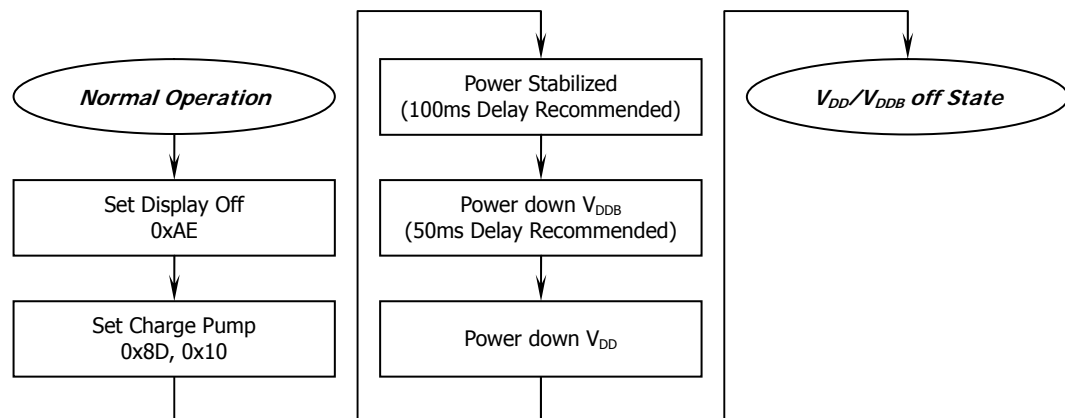 Normal Operation
Set Display Off
0xAE
Set Charge Pump
0x8D, 0x10
Power Stabilized
(100ms Delay Recommended)
Power down VDDB
(50ms Delay Recommended)
Power down VDD
VDD/VDDB off State